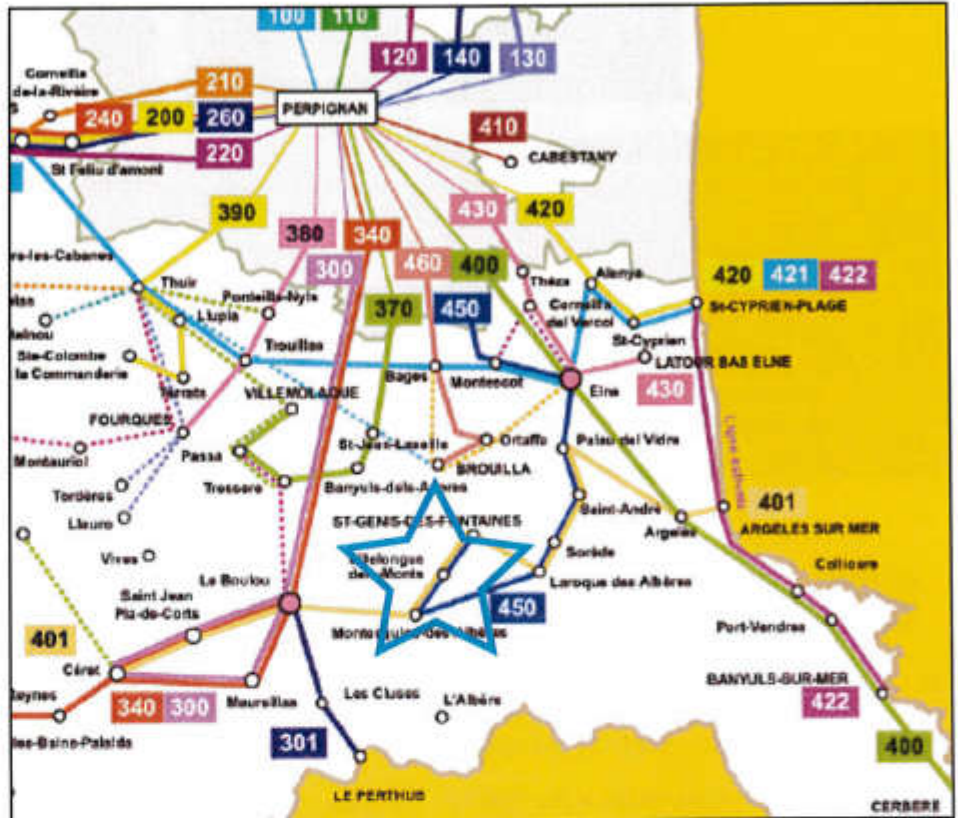 100 110
120 140 130
Corneilla
de-la-Rivière
210
PERPIGNAN
240 200 260
410
220
CABESTANY
St Feliu d'amont
390
430 420
380 340
300
460 400
Théza
Alenya
420 421 422
Thuir
Ponteilla-Nyls
370
450
Corneilla
del Vercol
St-CYPRIEN-PLAGE
Llupia
St-Cyprien
Trouillas
Ste-Colombe
la Commanderie
LATOUR BAS ELNE
Bages
Montescot
Elne
430
Terrats
VILLEMOLAQUE
FOURQUES
St-Jean-Lasseille
Ortaffa
Palau del Vidre
Montauriol
Passa
BROUILLA
Tordères
Tressere
Banyuls-dels-Aspres
Saint-André
401
Llauro
ST-GENIS-DES-FONTAINES
Argelès
ARGELES SUR MER
Vives
Villelongue
dels-Monts
Sorède
Collioure
Le Boulou
Laroque des Albères
Saint Jean
Pla-de-Corts
450
401
Montesquieu-des-Albères
Port-Vendres
Céret
BANYULS-SUR-MER
340 300
Maureillas
Les Cluses
L'Albère
422
301
400
LE PERTHUS
CERBERE